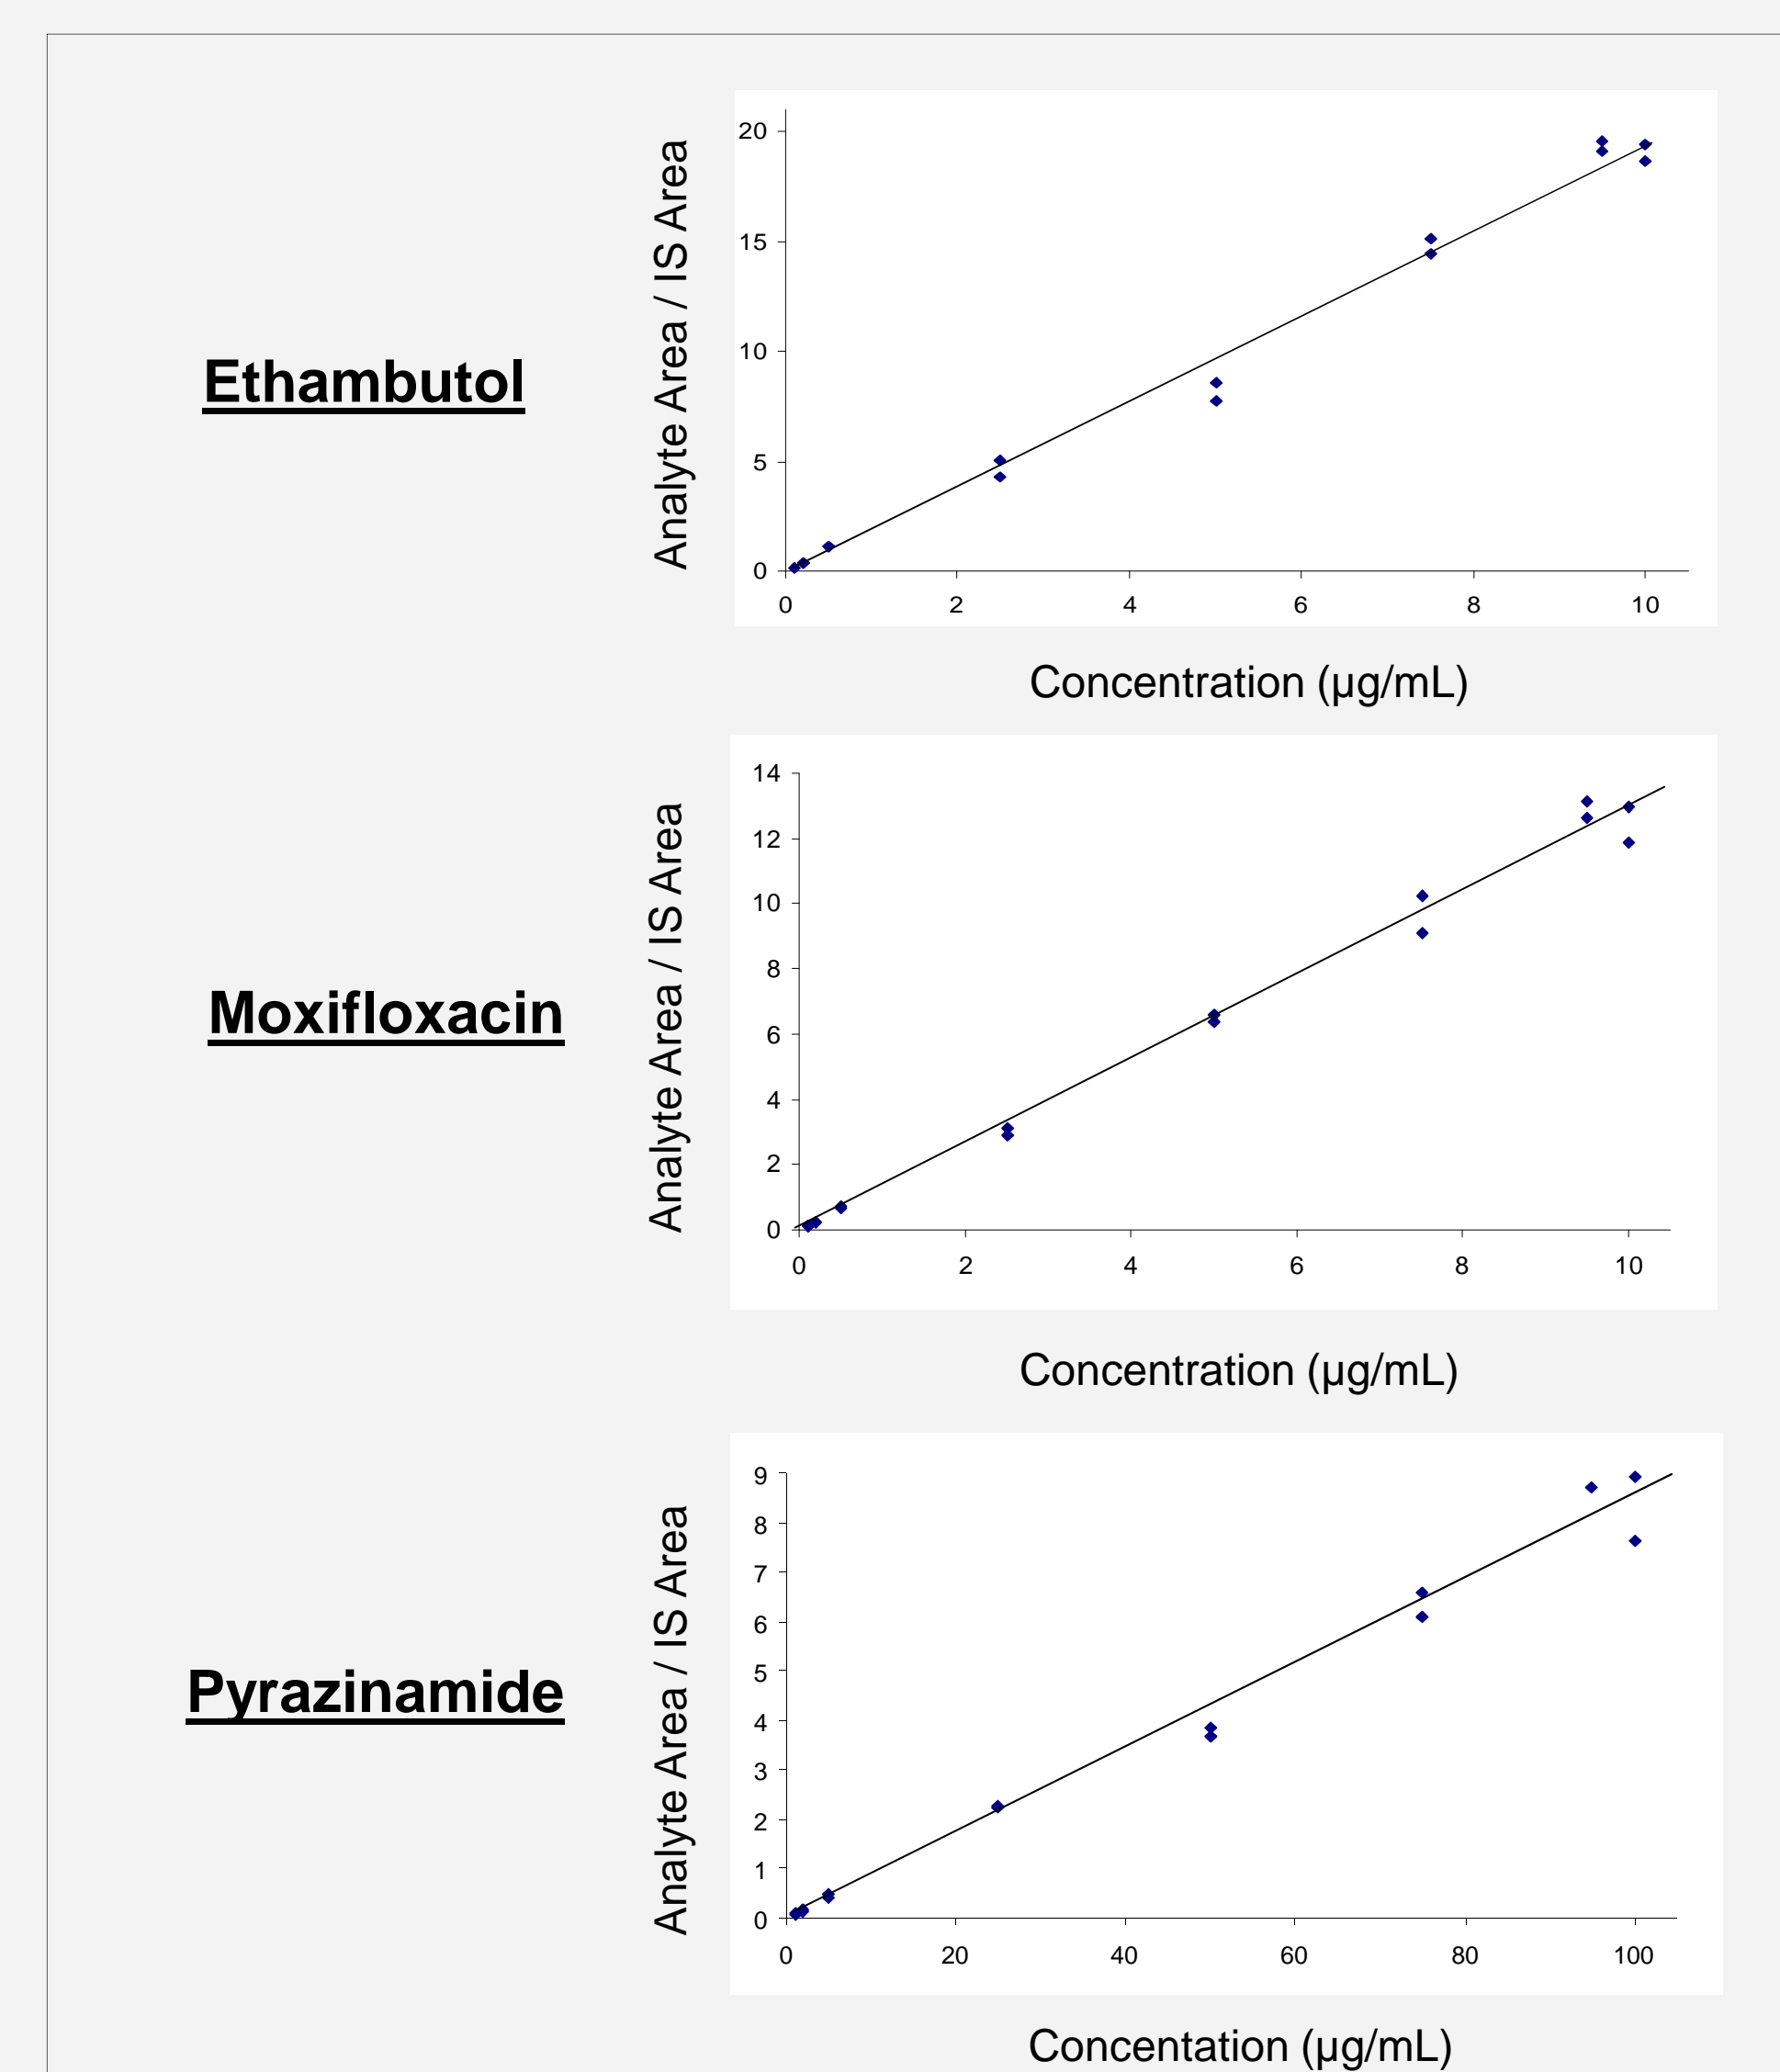 Ethambutol
Analyte Area / IS Area
20
15
10
5
0
0 2 4 6 8 10
Concentration (µg/mL)
Moxifloxacin
Analyte Area / IS Area
14
12
10
8
6
4
2
0
0 2 4 6 8 10
Concentration (µg/mL)
Pyrazinamide
Analyte Area / IS Area
9
8
7
6
5
4
3
2
1
0
0 20 40 60 80 100
Concentation (µg/mL)